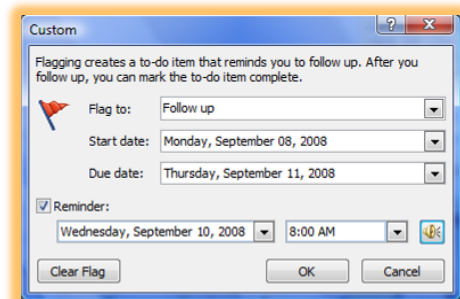 Custom
?
X
Flagging creates a to-do item that reminds you to follow up. After you
follow up, you can mark the to-do item complete.
Flag to: Follow up
Start date: Monday, September 08, 2008
Due date: Thursday, September 11, 2008
Reminder:
Wednesday, September 10, 2008 8:00 AM
Clear Flag OK Cancel